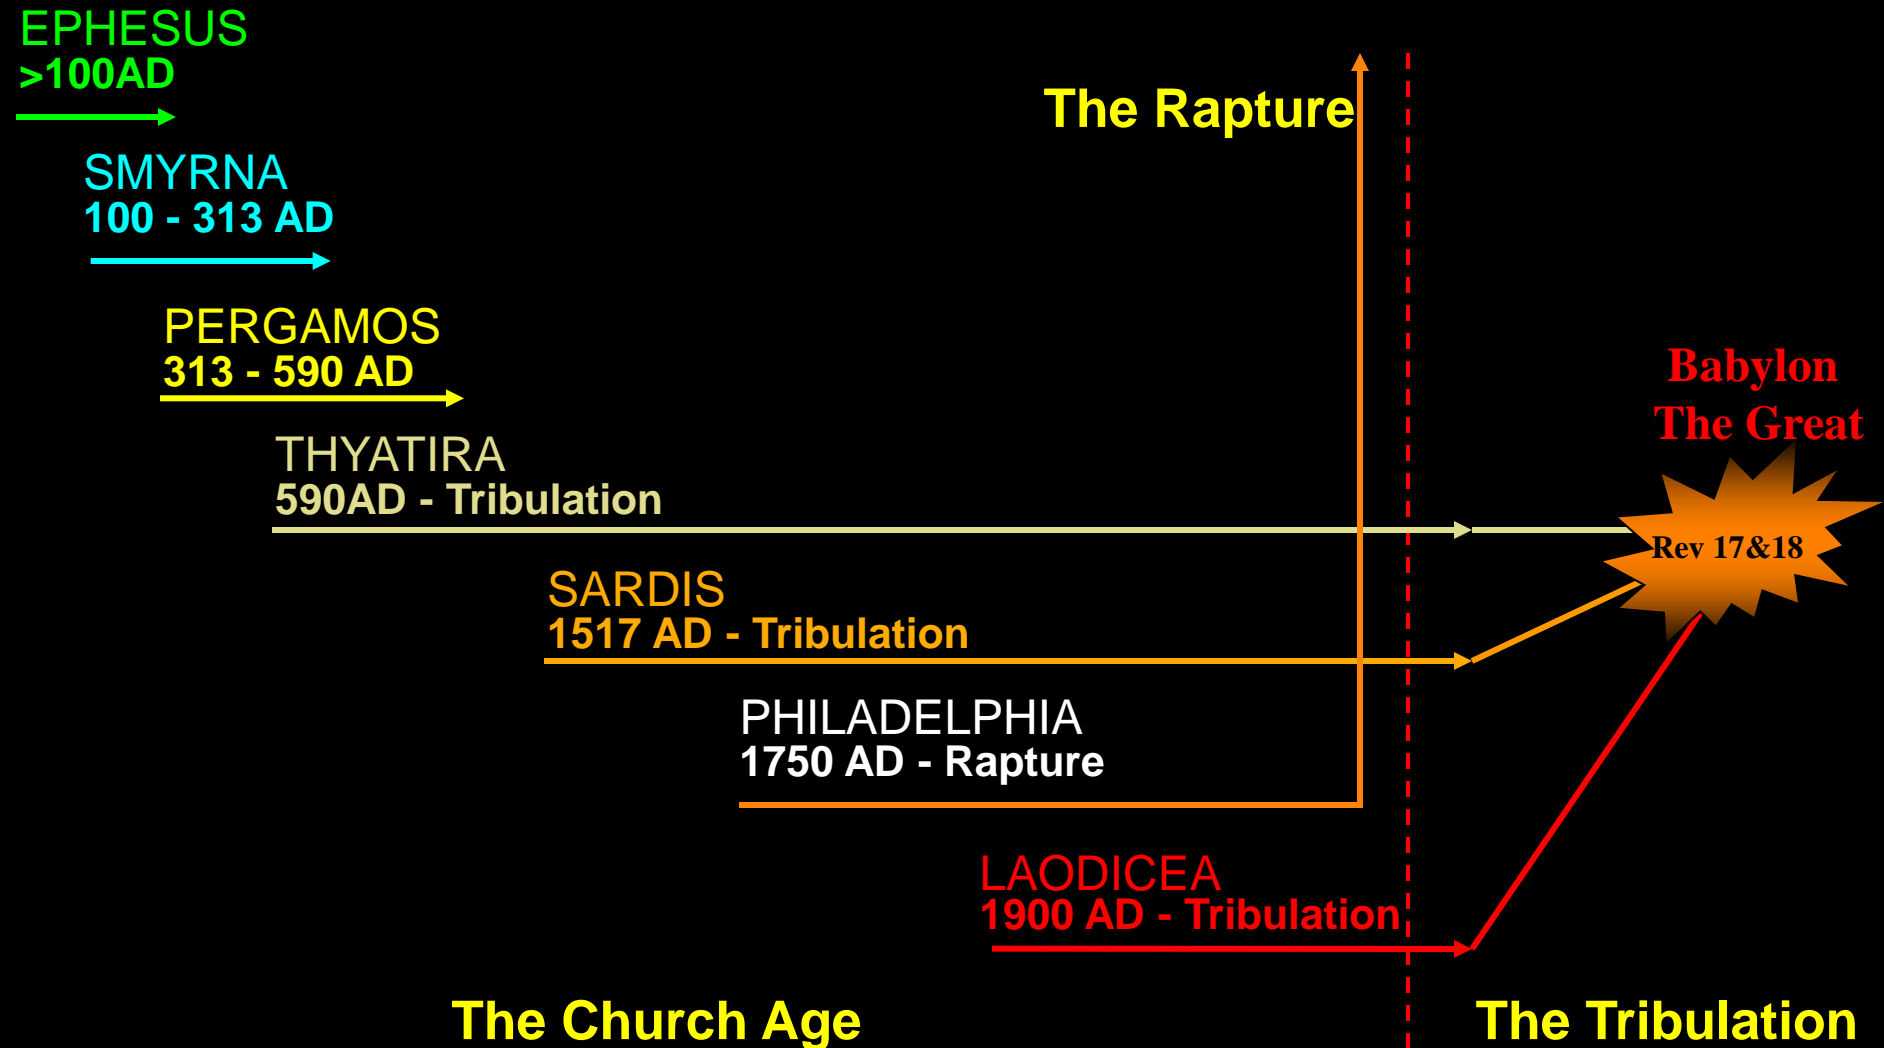 EPHESUS
>100AD
The Rapture
SMYRNA
100 - 313 AD
PERGAMOS
313 - 590 AD
Babylon
The Great
THYATIRA
590AD - Tribulation
Rev 17&18
SARDIS
1517 AD - Tribulation
PHILADELPHIA
1750 AD - Rapture
LAODICEA
1900 AD - Tribulation
The Church Age
The Tribulation